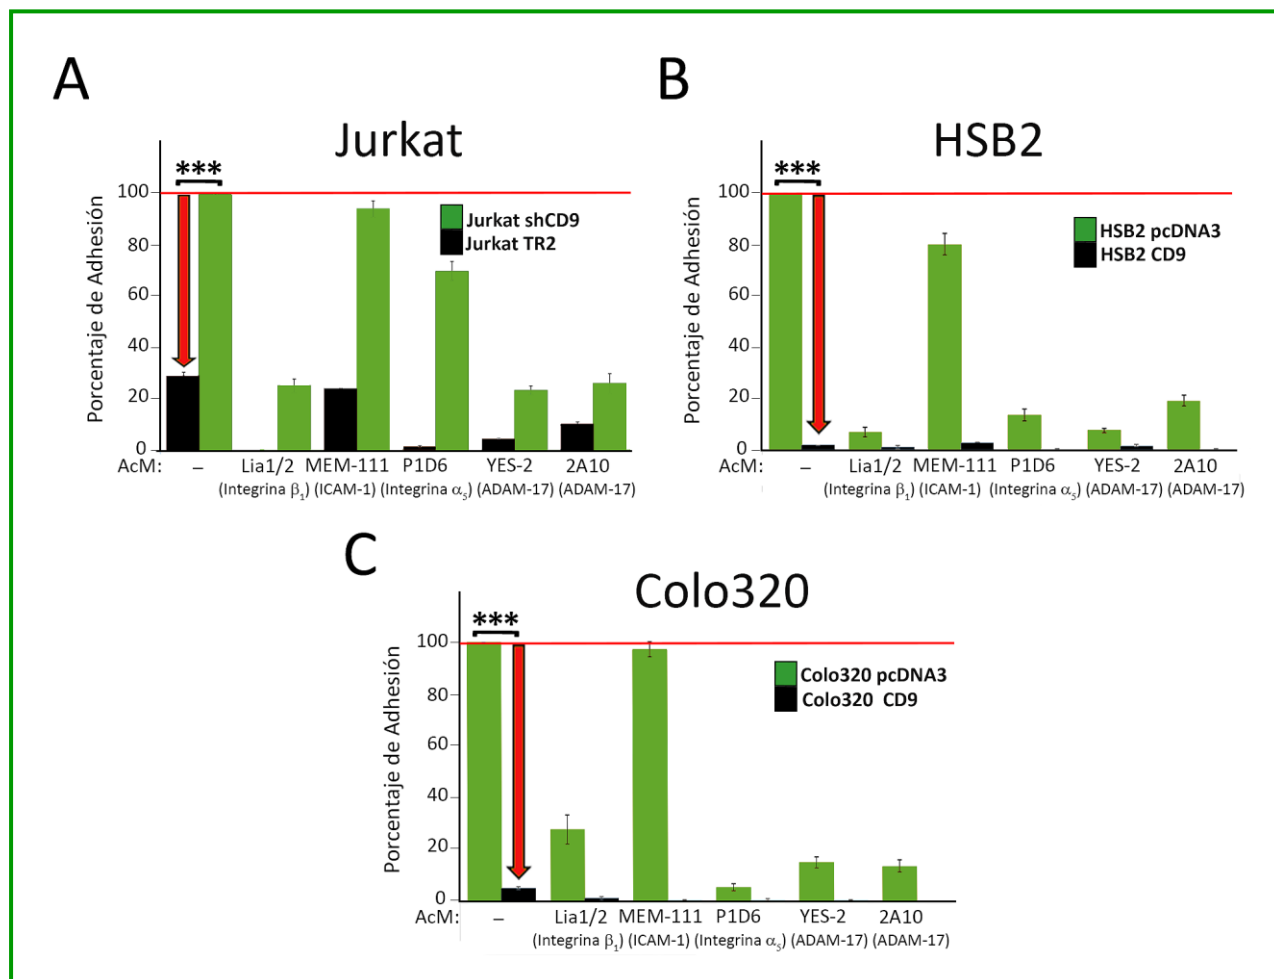 A
Jurkat
***
Porcentaje de Adhesión
100
80
60
40
20
0
Jurkat shCD9
Jurkat TR2
AcM: – Lia1/2 MEM-111 P1D6 YES-2 2A10
(Integrina β₁) (ICAM-1) (Integrina α₅) (ADAM-17) (ADAM-17)
B
HSB2
***
Porcentaje de Adhesión
100
80
60
40
20
0
HSB2 pcDNA3
HSB2 CD9
AcM: – Lia1/2 MEM-111 P1D6 YES-2 2A10
(Integrina β₁) (ICAM-1) (Integrina α₅) (ADAM-17) (ADAM-17)
C
Colo320
***
Porcentaje de Adhesión
100
80
60
40
20
0
Colo320 pcDNA3
Colo320 CD9
AcM: – Lia1/2 MEM-111 P1D6 YES-2 2A10
(Integrina β₁) (ICAM-1) (Integrina α₅) (ADAM-17) (ADAM-17)